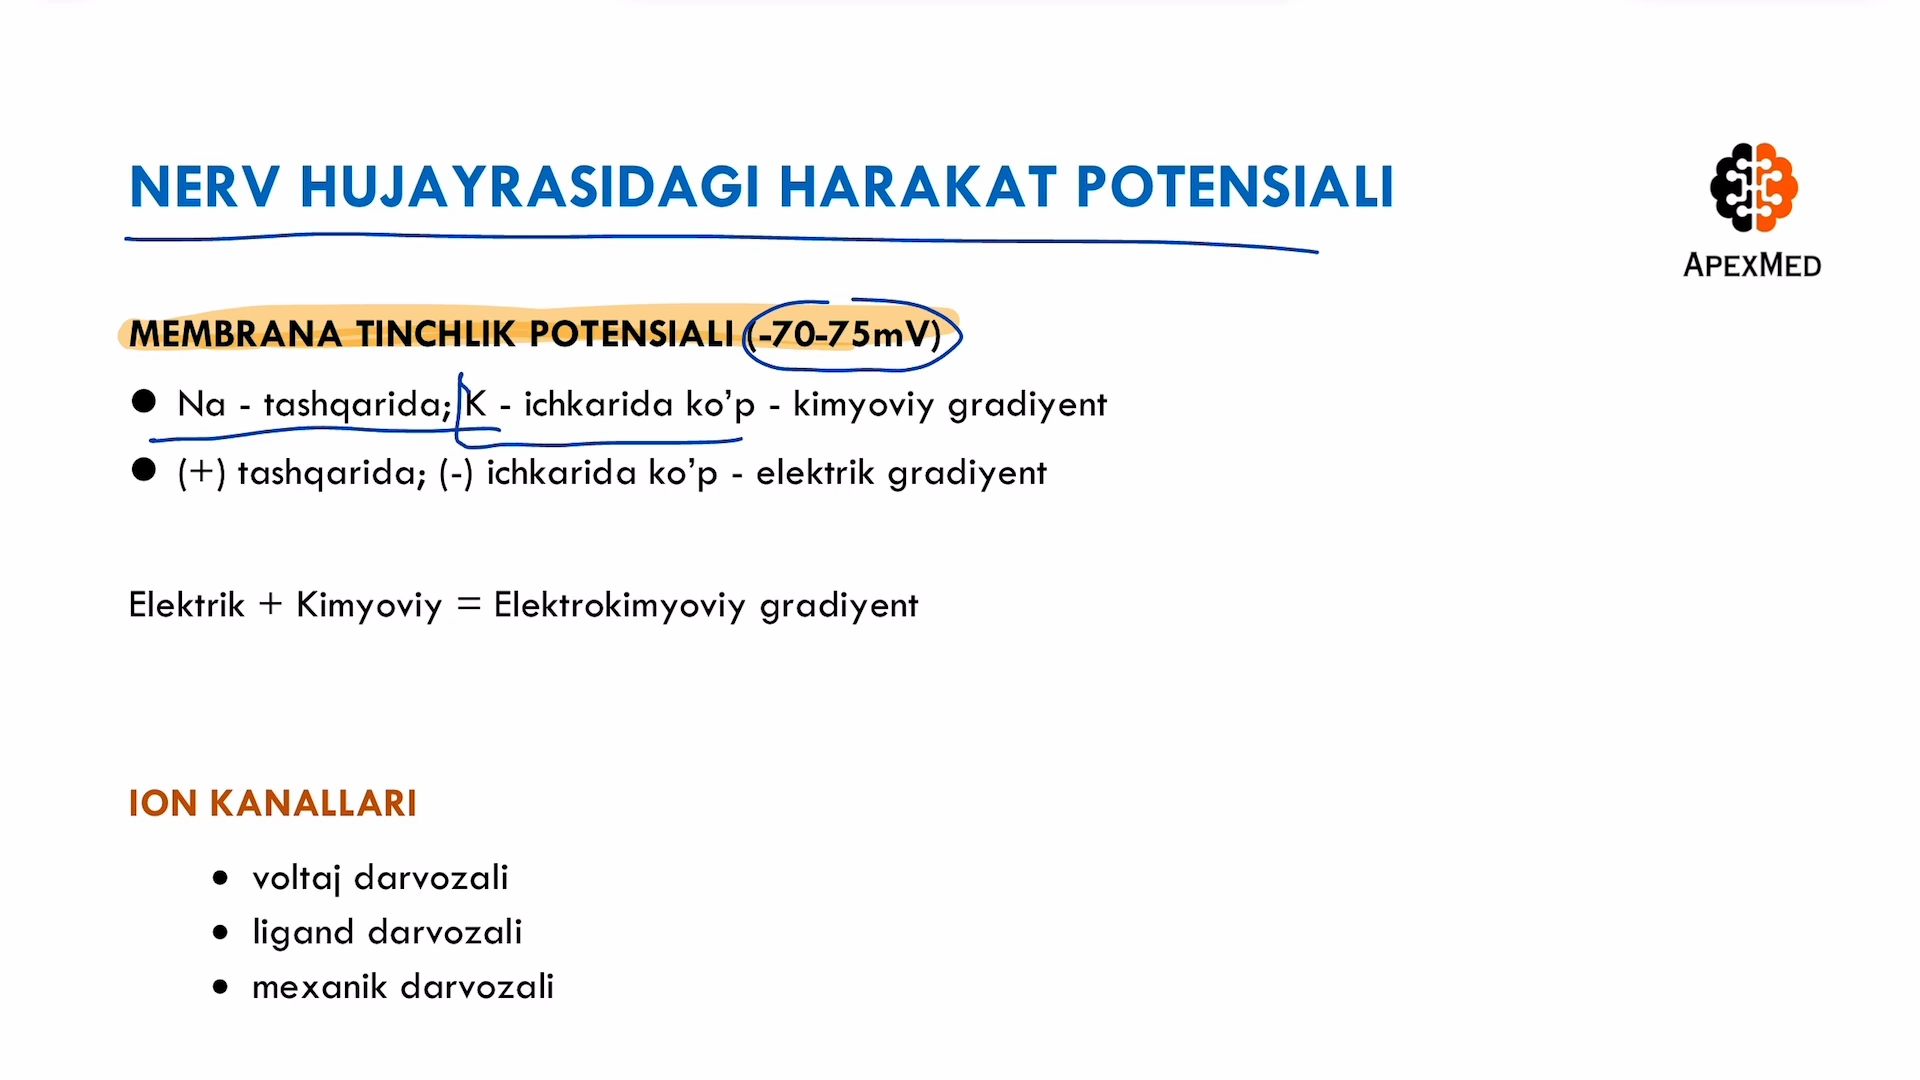 NERV HUJAYRASIDAGI HARAKAT POTENSIALI
APEXMED
MEMBRANA TINCHLIK POTENSIALI (-70-75mV)
● Na - tashqarida; K - ichkarida ko’p - kimyoviy gradiyent
● (+) tashqarida; (-) ichkarida ko’p - elektrik gradiyent
Elektrik + Kimyoviy = Elektrokimyoviy gradiyent
ION KANALLARI
• voltaj darvozali
• ligand darvozali
• mexanik darvozali